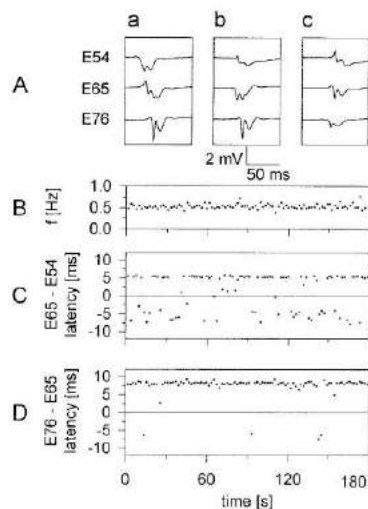 a b c
A
E54
E65
E76
2 mV
50 ms
B
f [Hz]
1.0
0.5
0.0
C
E65 - E54
latency [ms]
10
5
0
-5
-10
D
E76 - E65
latency [ms]
10
5
0
-5
-10
0 60 120 180
time [s]